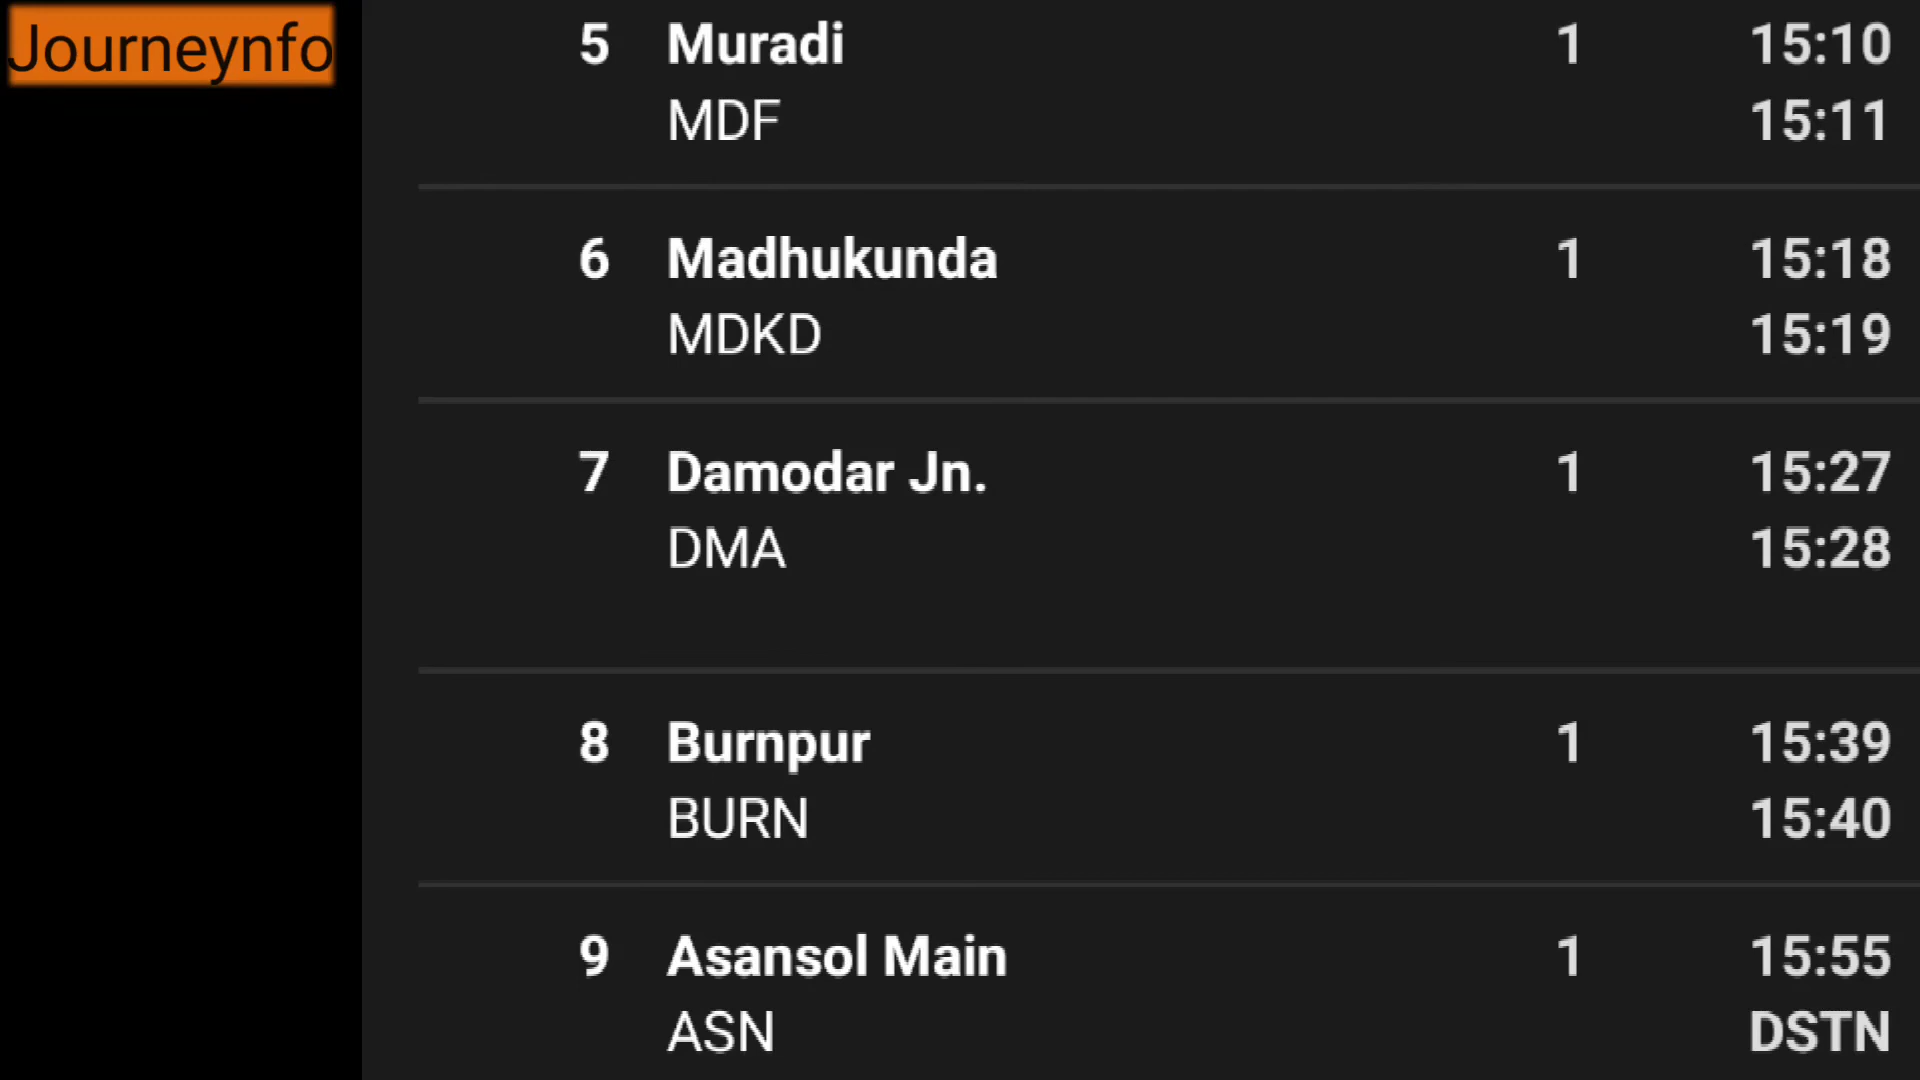 Journeynfo
5 Muradi 1 15:10
MDF 15:11
6 Madhukunda 1 15:18
MDKD 15:19
7 Damodar Jn. 1 15:27
DMA 15:28
8 Burnpur 1 15:39
BURN 15:40
9 Asansol Main 1 15:55
ASN DSTN